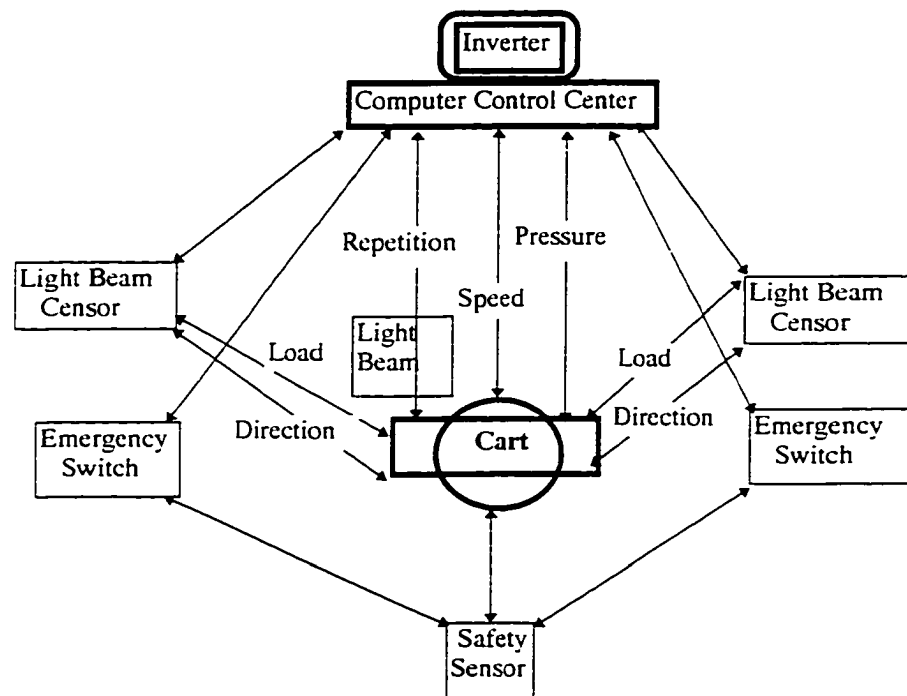 Inverter
Computer Control Center
Repetition
Pressure
Light Beam
Censor
Speed
Light Beam
Censor
Light
Beam
Load
Load
Direction
Direction
Emergency
Switch
Cart
Emergency
Switch
Safety
Sensor